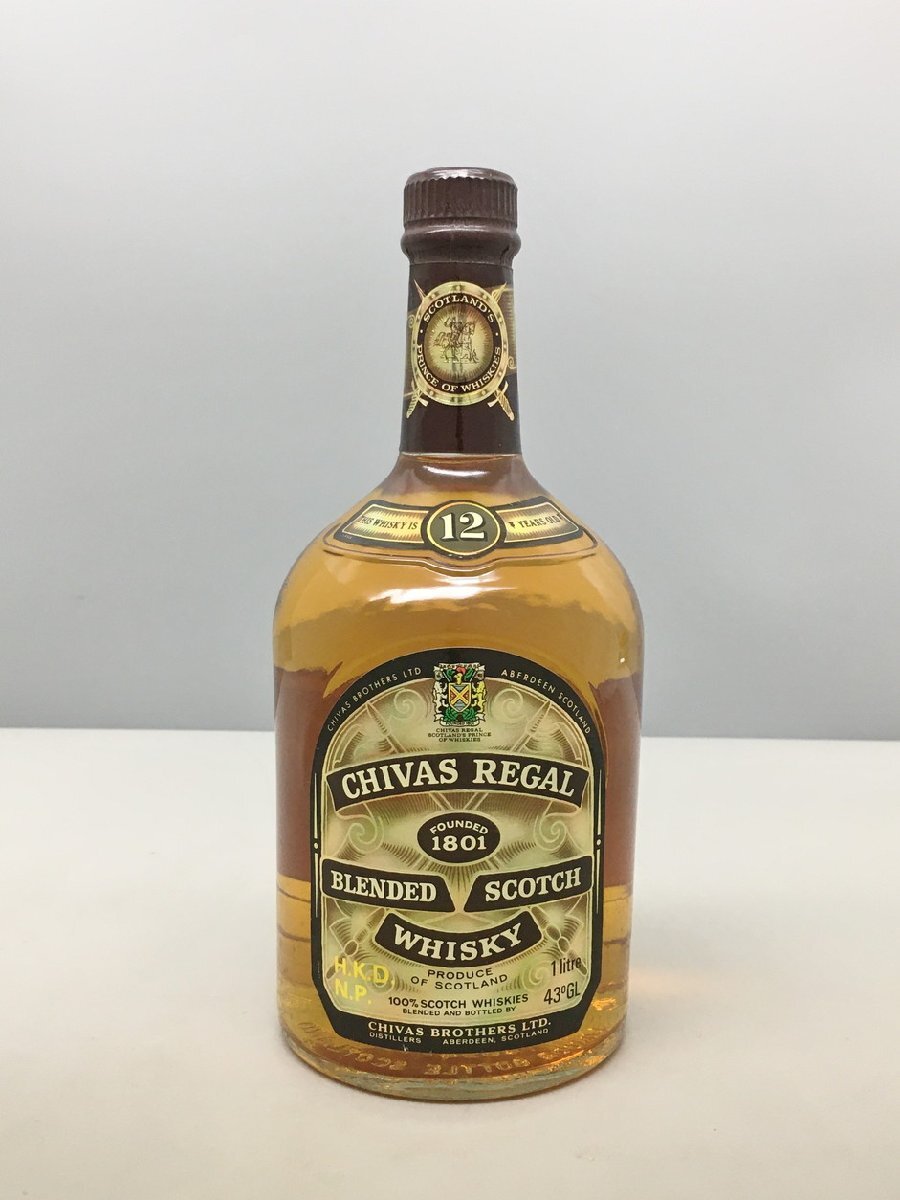 SCOTLAND'S
PRINCE OF WHISKIES
THIS WHISKY IS 12 YEARS OLD
CHIVAS BROTHERS LTD ABERDEEN SCOTLAND
CHIVAS REGAL
SCOTLAND'S PRINCE
OF WHISKIES
CHIVAS REGAL
FOUNDED
1801
BLENDED SCOTCH
WHISKY
H.K.D.
N.P.
PRODUCE
OF SCOTLAND
1 litre
43ºGL
100% SCOTCH WHISKIES
BLENDED AND BOTTLED BY
CHIVAS BROTHERS LTD.
DISTILLERS ABERDEEN, SCOTLAND